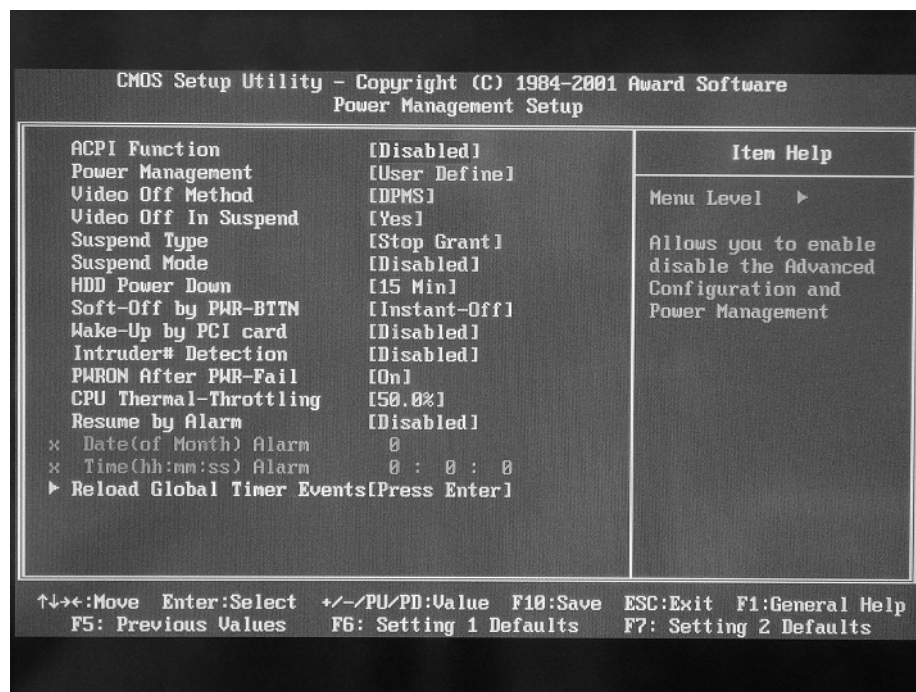 CMOS Setup Utility - Copyright (C) 1984-2001 Award Software
Power Management Setup
ACPI Function [Disabled]
Power Management [User Define]
Video Off Method [DPMS]
Video Off In Suspend [Yes]
Suspend Type [Stop Grant]
Suspend Mode [Disabled]
HDD Power Down [15 Min]
Soft-Off by PWR-BTTN [Instant-Off]
Wake-Up by PCI card [Disabled]
Intruder# Detection [Disabled]
PWRON After PWR-Fail [On]
CPU Thermal-Throttling [50.0%]
Resume by Alarm [Disabled]
x Date(of Month) Alarm 0
x Time(hh:mm:ss) Alarm 0 : 0 : 0
▶ Reload Global Timer Events[Press Enter]
Item Help
Menu Level ▶
Allows you to enable
disable the Advanced
Configuration and
Power Management
↑↓→←:Move Enter:Select +/-/PU/PD:Value F10:Save ESC:Exit F1:General Help
F5: Previous Values F6: Setting 1 Defaults F7: Setting 2 Defaults